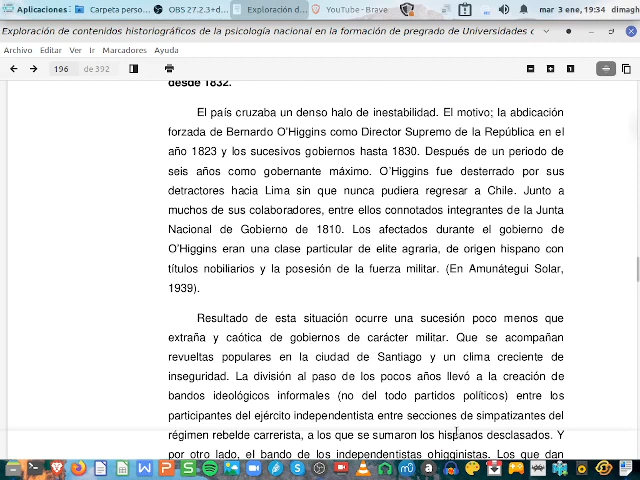 Aplicaciones
Carpeta perso...
OBS 27.2.3+d...
Exploración d...
YouTube - Brave
mar 3 ene, 19:34
dimagh
Exploración de contenidos historiográficos de la psicología nacional en la formación de pregrado de Universidades c
Archivo Editar Ver Ir Marcadores Ayuda
196 de 392
desde 1832.
El país cruzaba un denso halo de inestabilidad. El motivo; la abdicación
forzada de Bernardo O'Higgins como Director Supremo de la República en el
año 1823 y los sucesivos gobiernos hasta 1830. Después de un periodo de
seis años como gobernante máximo. O'Higgins fue desterrado por sus
detractores hacia Lima sin que nunca pudiera regresar a Chile. Junto a
muchos de sus colaboradores, entre ellos connotados integrantes de la Junta
Nacional de Gobierno de 1810. Los afectados durante el gobierno de
O'Higgins eran una clase particular de elite agraria, de origen hispano con
títulos nobiliarios y la posesión de la fuerza militar. (En Amunátegui Solar,
1939).
Resultado de esta situación ocurre una sucesión poco menos que
extraña y caótica de gobiernos de carácter militar. Que se acompañan
revueltas populares en la ciudad de Santiago y un clima creciente de
inseguridad. La división al paso de los pocos años llevó a la creación de
bandos ideológicos informales (no del todo partidos políticos) entre los
participantes del ejército independentista entre secciones de simpatizantes del
régimen rebelde carrerista, a los que se sumaron los hispanos desclasados. Y
por otro lado, el bando de los independentistas ohigginistas. Los que dan